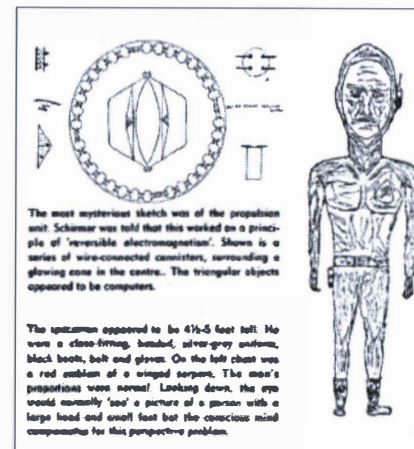 The most mysterious sketch was of the propulsion
unit. Schirmer was told that this worked on a princi-
ple of 'reversible electromagnetism'. Shown is a
series of wire-connected cannisters, surrounding a
glowing cone in the centre.. The triangular objects
appeared to be computers.
The spaceman appeared to be 4½-5 foot tall. He
wore a close-fitting, hooded, silver-grey uniform,
black boots, belt and gloves. On the left chest was
a red emblem of a winged serpent. The man's
proportions were normal. Looking down, the eye
would normally 'see' a picture of a person with a
large head and small feet but the conscious mind
compensates for this perspective problem.